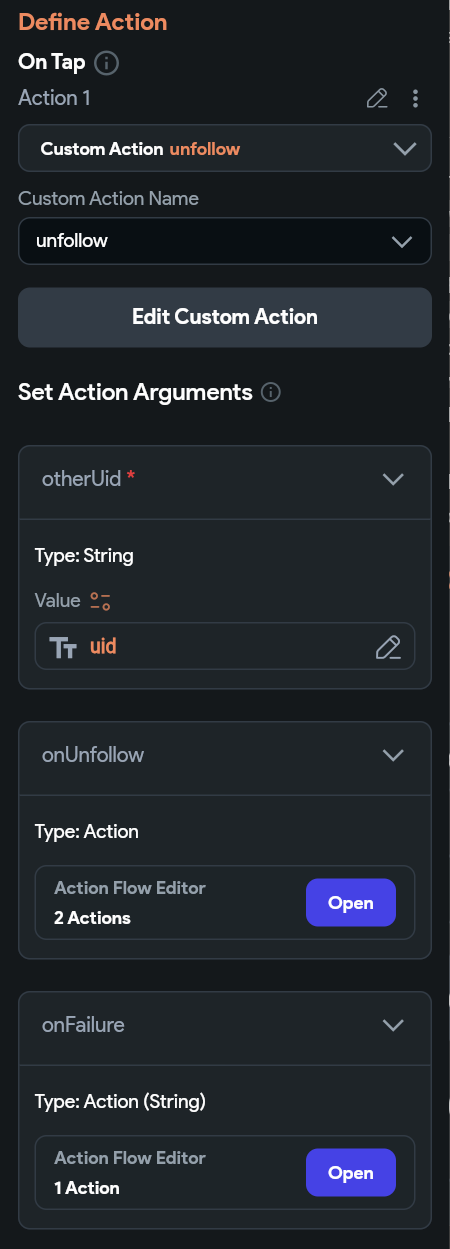 Define Action
On Tap
Action 1
Custom Action unfollow
Custom Action Name
unfollow
Edit Custom Action
Set Action Arguments
otherUid *
Type: String
Value
uid
onUnfollow
Type: Action
Action Flow Editor
2 Actions
Open
onFailure
Type: Action (String)
Action Flow Editor
1 Action
Open